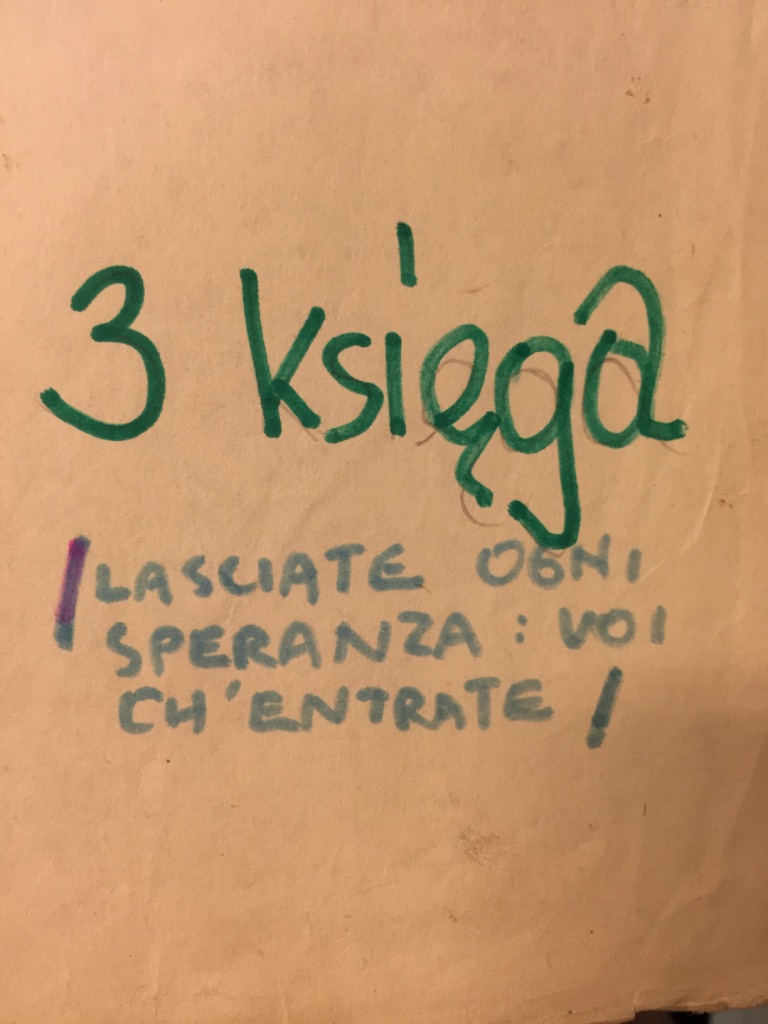 3 księga
/LASCIATE OGNI
SPERANZA : VOI
CH'ENTRATE /